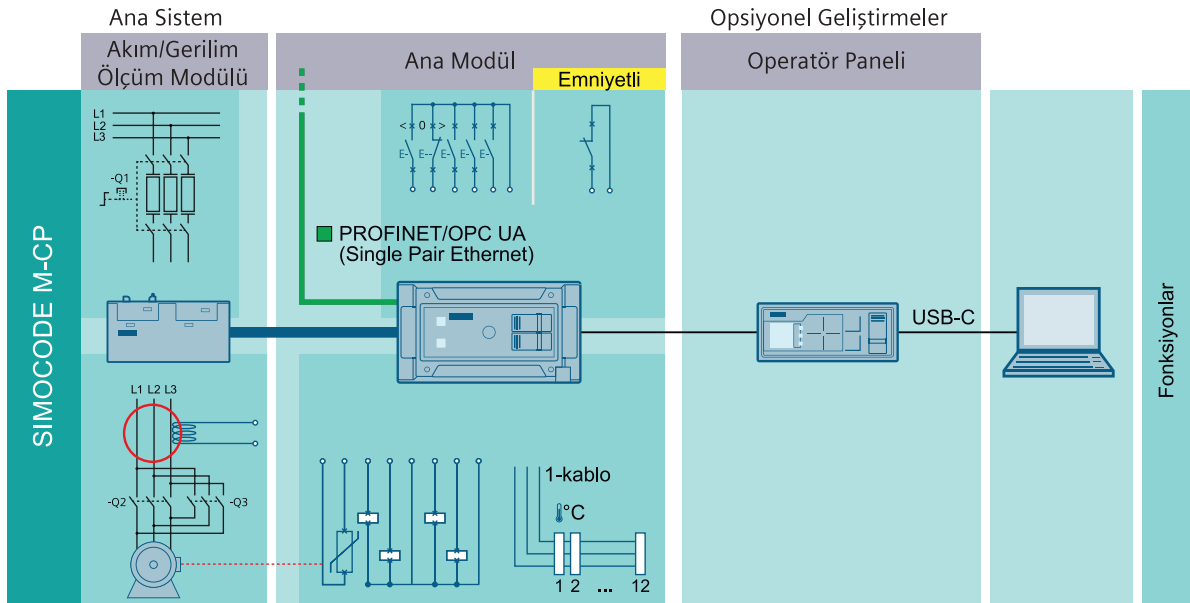 Ana Sistem
Opsiyonel Geliştirmeler
Akım/Gerilim
Ölçüm Modülü
Ana Modül
Emniyetli
Operatör Paneli
SIMOCODE M-CP
L1
L2
L3
-Q1
< 0 >
E- E-- E- E- E-
PROFINET/OPC UA
(Single Pair Ethernet)
USB-C
Fonksiyonlar
L1 L2 L3
-Q2
-Q3
1-kablo
°C
1 2 ... 12